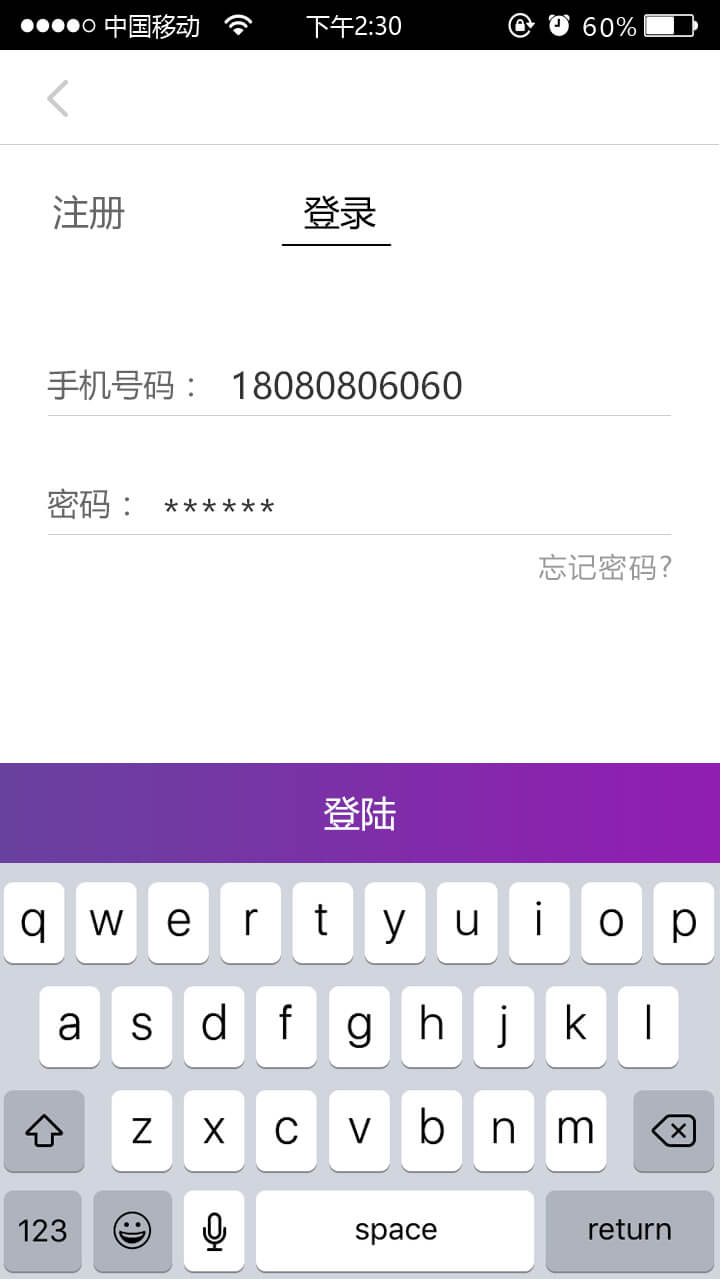 中国移动 下午2:30 60%
注册 登录
手机号码： 18080806060
密码： ******
忘记密码?
登陆
q w e r t y u i o p
a s d f g h j k l
z x c v b n m
123 space return